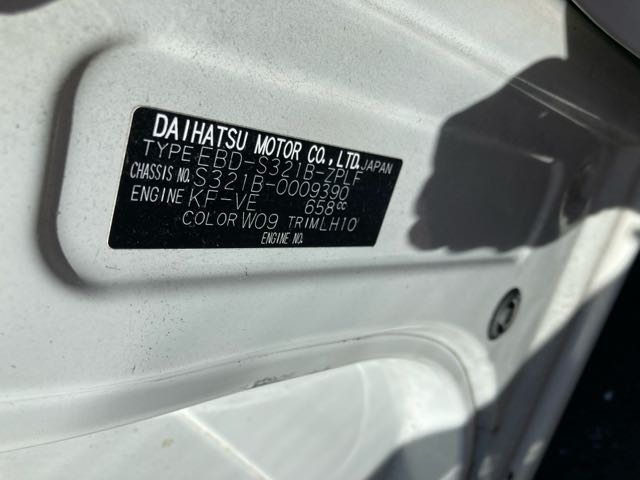 DAIHATSU MOTOR CO.,LTD. JAPAN
TYPE EBD-S321B-ZPLF
CHASSIS NO. S321B-0009390
ENGINE KF-VE 658cc
COLOR W09 TRIM LH10
ENGINE NO.